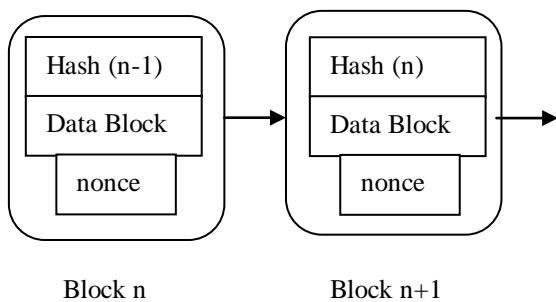 Hash (n-1)
Data Block
nonce
Block n
Hash (n)
Data Block
nonce
Block n+1